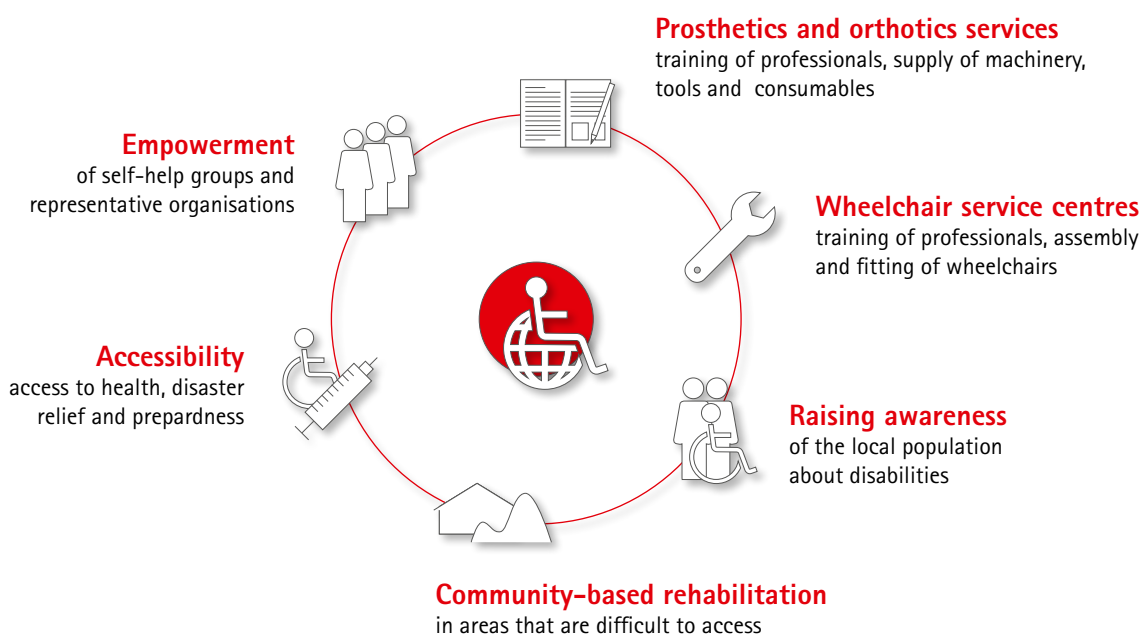 Prosthetics and orthotics services
training of professionals, supply of machinery,
tools and consumables
Wheelchair service centres
training of professionals, assembly
and fitting of wheelchairs
Raising awareness
of the local population
about disabilities
Community-based rehabilitation
in areas that are difficult to access
Accessibility
access to health, disaster
relief and prepardness
Empowerment
of self-help groups and
representative organisations